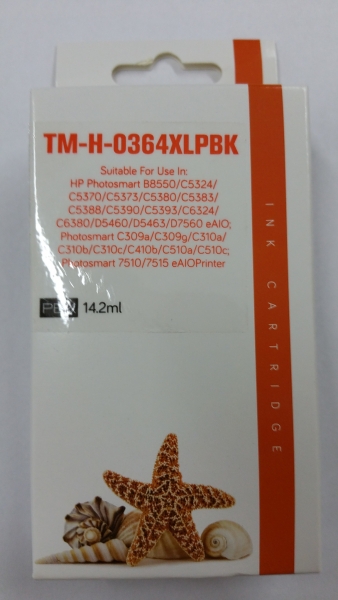 TM-H-0364XLPBK
Suitable For Use In:
HP Photosmart B8550/C5324/
C5370/C5373/C5380/C5383/
C5388/C5390/C5393/C6324/
C6380/D5460/D5463/D7560 eAIO;
Photosmart C309a/C309g/C310a/
C310b/C310c/C410b/C510a/C510c;
Photosmart 7510/7515 eAIOPrinter
PBK 14.2ml
INK CARTRIDGE